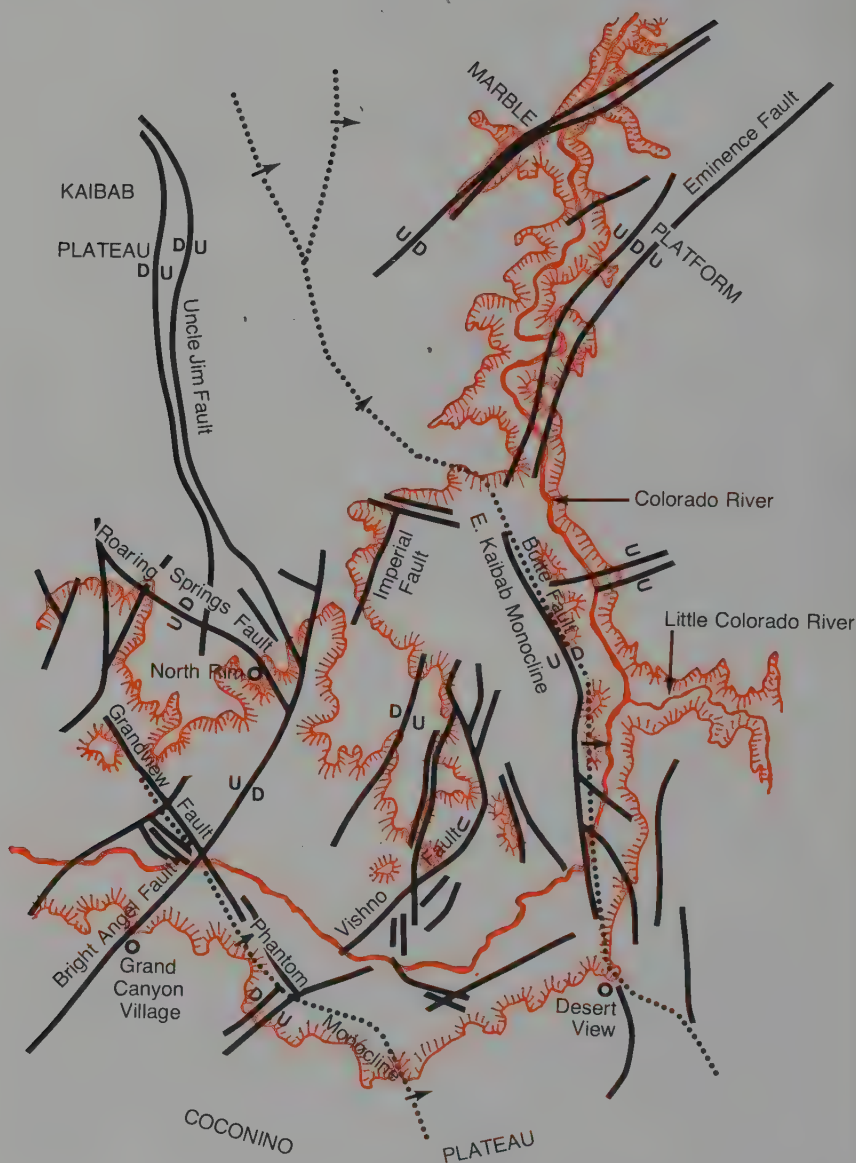 MARBLE
Eminence Fault
KAIBAB
U
D
PLATEAU
D U
D U
U
D
U
D
U
PLATFORM
Uncle Jim Fault
Colorado River
Imperial
Fault
E. Kaibab Monocline
Butte Fault
D
U
U
U
Roaring Springs Fault
D
U
Little Colorado River
North Rim
D U
Grandview Fault
U
D
U
Vishno Fault
Bright Angel Fault
Phantom Monocline
Grand
Canyon
Village
D
U
Desert
View
COCONINO
PLATEAU